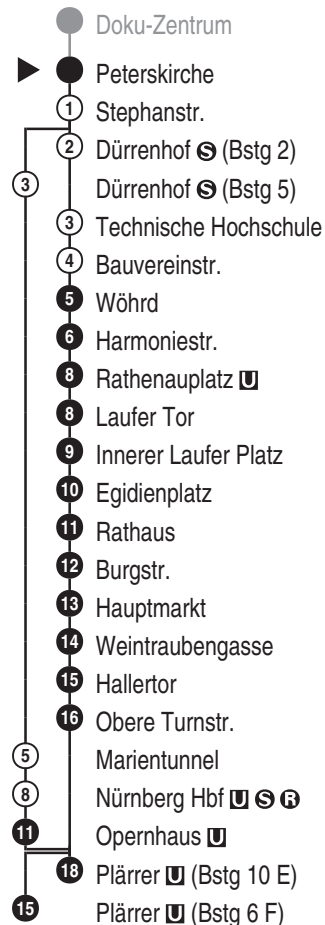 Doku-Zentrum
Peterskirche
1 Stephanstr.
2 Dürrenhof S (Bstg 2)
3 Dürrenhof S (Bstg 5)
3 Technische Hochschule
4 Bauvereinstr.
5 Wöhrd
6 Harmoniestr.
8 Rathenauplatz U
8 Laufer Tor
9 Innerer Laufer Platz
10 Egidienplatz
11 Rathaus
12 Burgstr.
13 Hauptmarkt
14 Weintraubengasse
15 Hallertor
16 Obere Turnstr.
5 Marientunnel
8 Nürnberg Hbf U S R
11 Opernhaus U
18 Plärrer U (Bstg 10 E)
15 Plärrer U (Bstg 6 F)